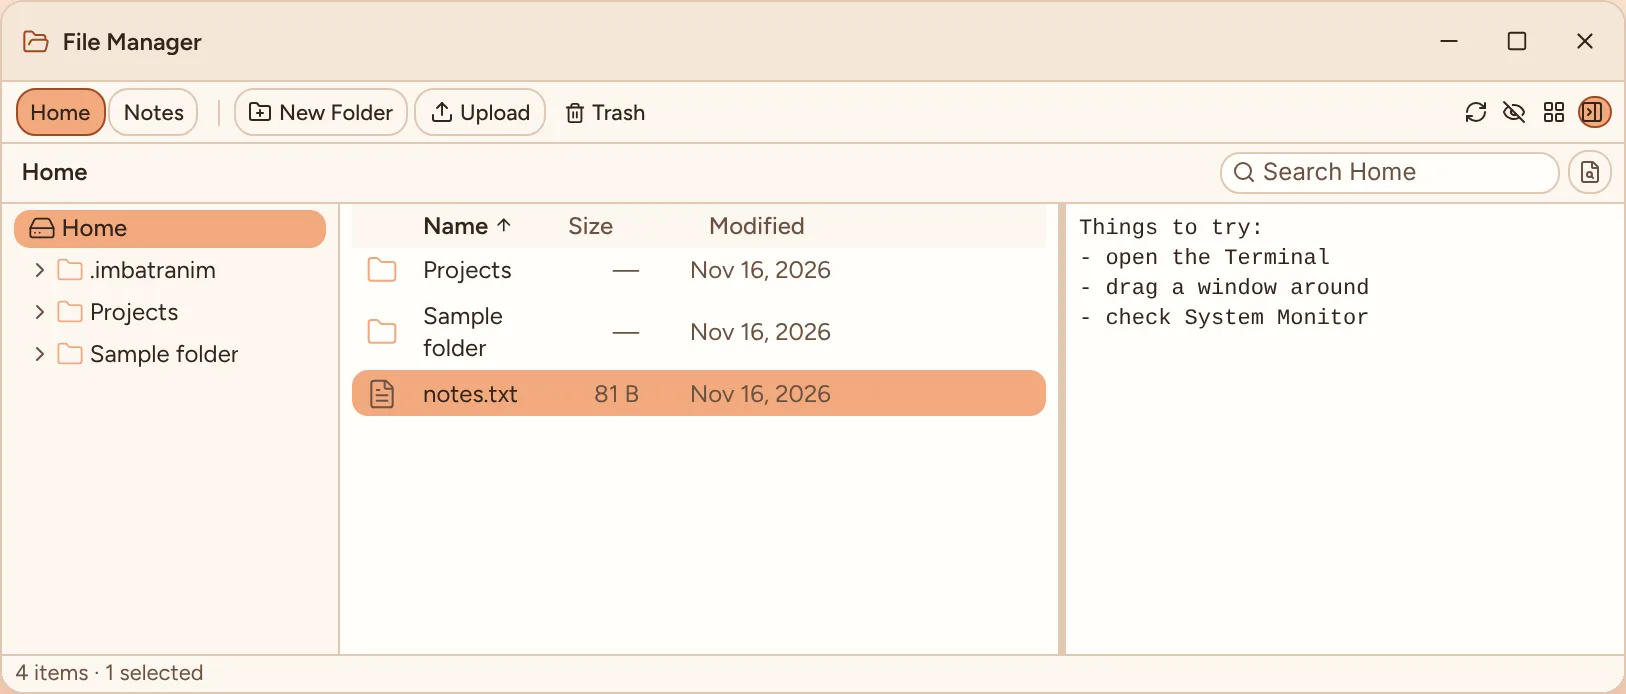 File Manager
Home Notes New Folder Upload Trash
Home
Search Home
Home
.imbatranim
Projects
Sample folder
Name Size Modified
Projects — Nov 16, 2026
Sample
folder — Nov 16, 2026
notes.txt 81 B Nov 16, 2026
Things to try:
- open the Terminal
- drag a window around
- check System Monitor
4 items · 1 selected